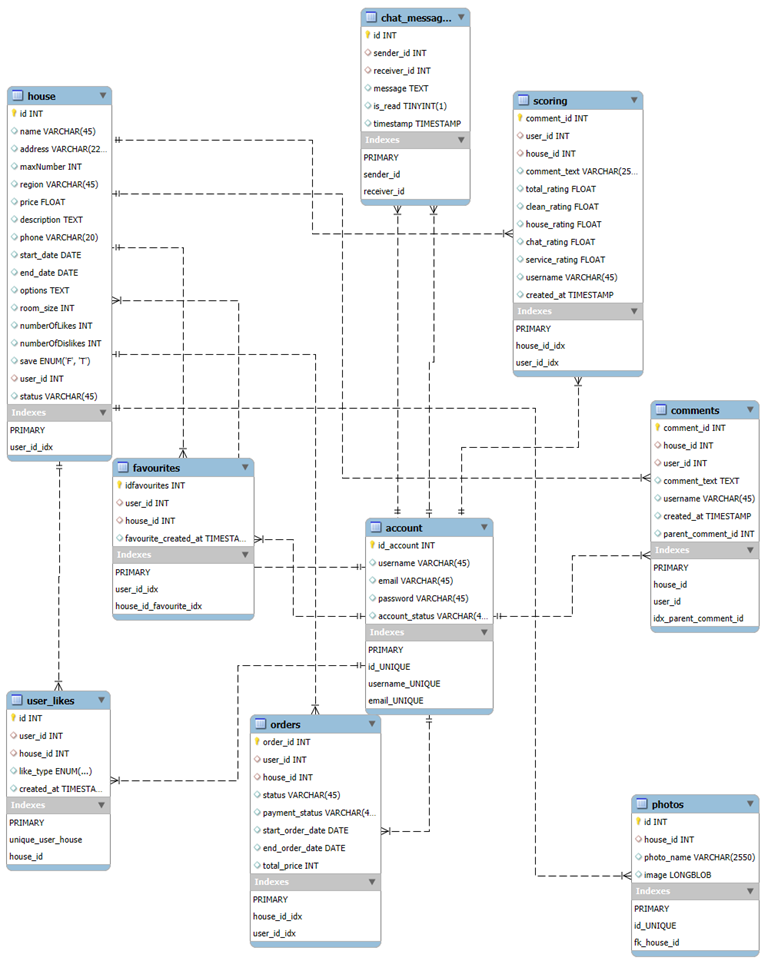 chat_messag...
id INT
sender_id INT
receiver_id INT
message TEXT
is_read TINYINT(1)
timestamp TIMESTAMP
Indexes
PRIMARY
sender_id
receiver_id
house
id INT
name VARCHAR(45)
address VARCHAR(22...
maxNumber INT
region VARCHAR(45)
price FLOAT
description TEXT
phone VARCHAR(20)
start_date DATE
end_date DATE
options TEXT
room_size INT
numberOfLikes INT
numberOfDislikes INT
save ENUM('F', 'T')
user_id INT
status VARCHAR(45)
Indexes
PRIMARY
user_id_idx
scoring
comment_id INT
user_id INT
house_id INT
comment_text VARCHAR(25...
total_rating FLOAT
clean_rating FLOAT
house_rating FLOAT
chat_rating FLOAT
service_rating FLOAT
username VARCHAR(45)
created_at TIMESTAMP
Indexes
PRIMARY
house_id_idx
user_id_idx
comments
comment_id INT
house_id INT
user_id INT
comment_text TEXT
username VARCHAR(45)
created_at TIMESTAMP
parent_comment_id INT
Indexes
PRIMARY
house_id
user_id
idx_parent_comment_id
favourites
idfavourites INT
user_id INT
house_id INT
favourite_created_at TIMESTA...
Indexes
PRIMARY
user_id_idx
house_id_favourite_idx
account
id_account INT
username VARCHAR(45)
email VARCHAR(45)
password VARCHAR(45)
account_status VARCHAR(4...
Indexes
PRIMARY
id_UNIQUE
username_UNIQUE
email_UNIQUE
user_likes
id INT
user_id INT
house_id INT
like_type ENUM(...)
created_at TIMESTA...
Indexes
PRIMARY
unique_user_house
house_id
orders
order_id INT
user_id INT
house_id INT
status VARCHAR(45)
payment_status VARCHAR(4...
start_order_date DATE
end_order_date DATE
total_price INT
Indexes
PRIMARY
house_id_idx
user_id_idx
photos
id INT
house_id INT
photo_name VARCHAR(2550)
image LONGBLOB
Indexes
PRIMARY
id_UNIQUE
fk_house_id